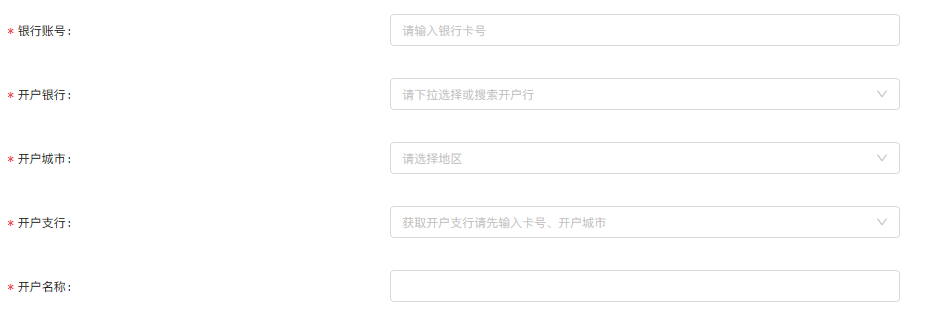 * 银行账号: 请输入银行卡号
* 开户银行: 请下拉选择或搜索开户行
* 开户城市: 请选择地区
* 开户支行: 获取开户支行请先输入卡号、开户城市
* 开户名称: